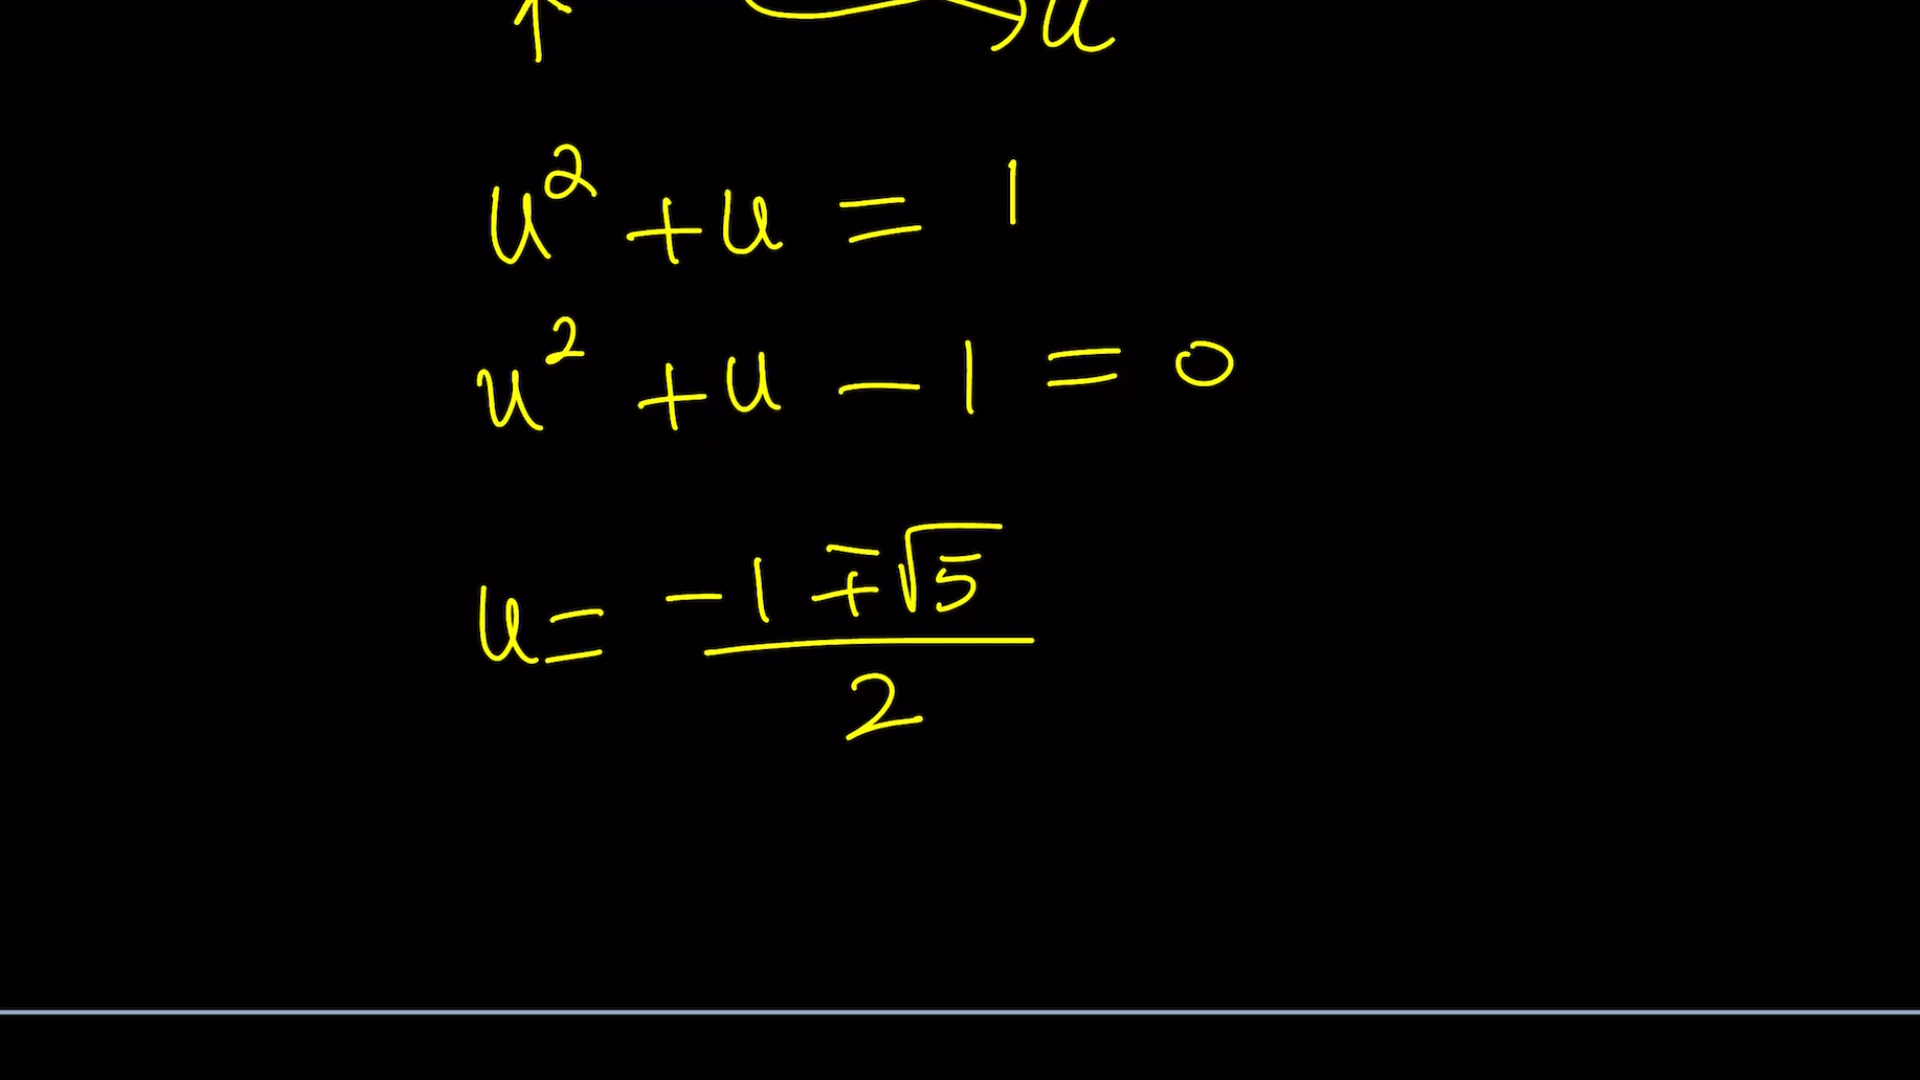 u
u² + u = 1
u² + u - 1 = 0
u = (-1 ∓ √5) / 2